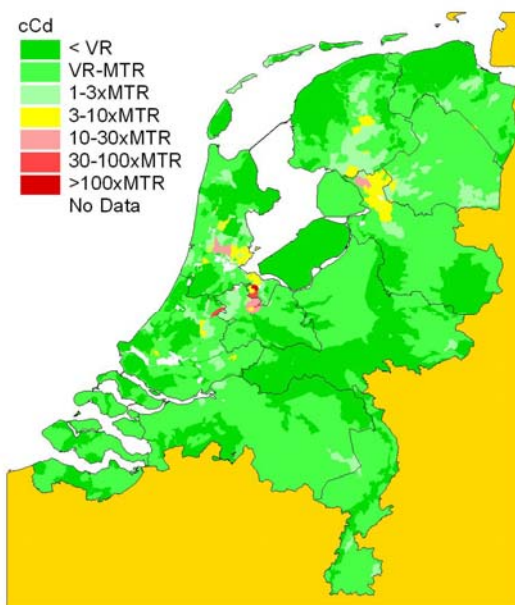 cCd
< VR
VR-MTR
1-3xMTR
3-10xMTR
10-30xMTR
30-100xMTR
>100xMTR
No Data